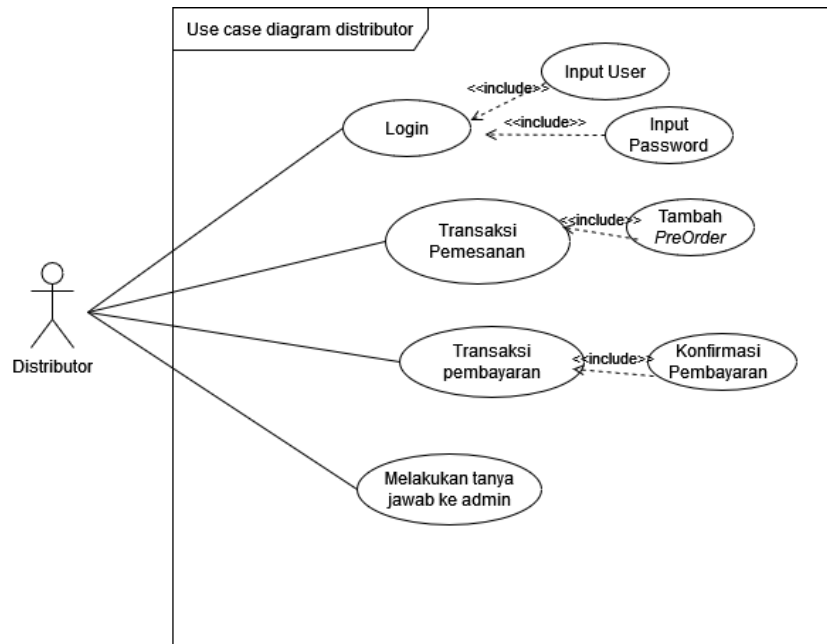 Use case diagram distributor
Input User
<<include>>
Login
<<include>>
Input
Password
Transaksi
Pemesanan
<<include>>
Tambah
PreOrder
Distributor
Transaksi
pembayaran
<<include>>
Konfirmasi
Pembayaran
Melakukan tanya
jawab ke admin